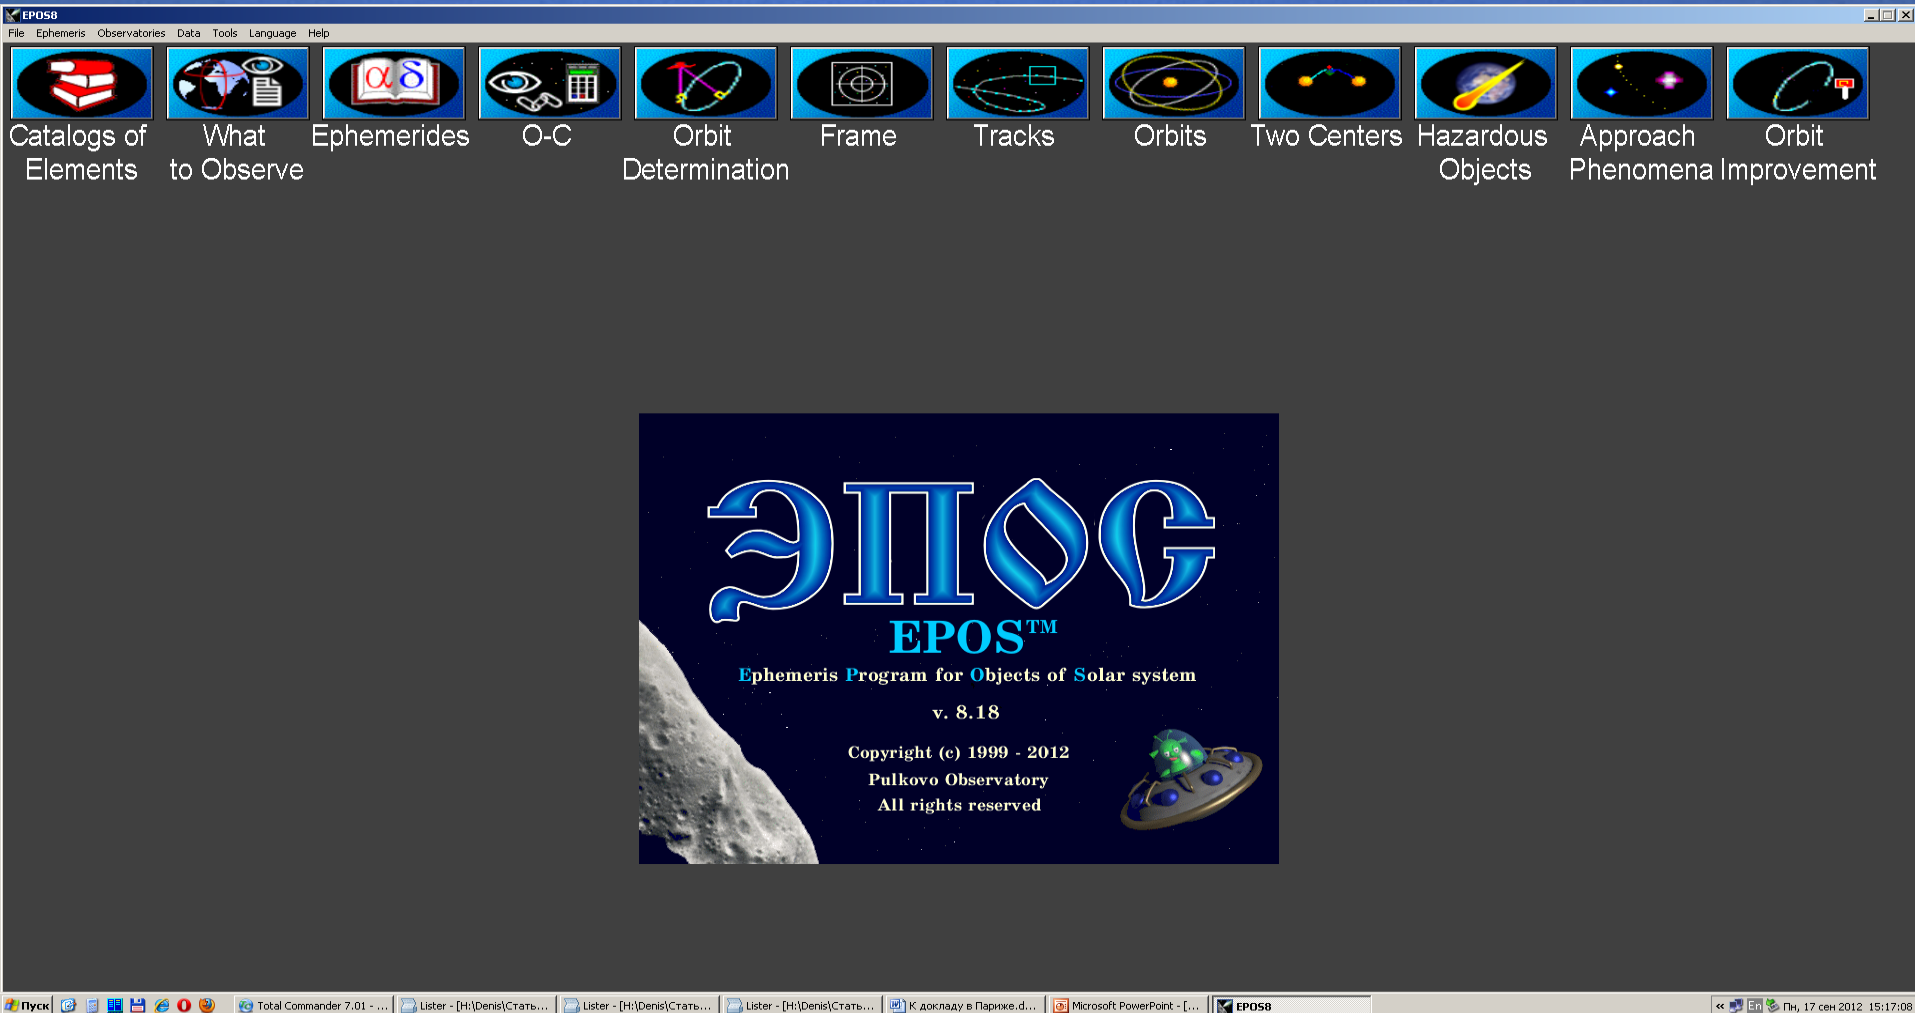 EPOS8
File Ephemeris Observatories Data Tools Language Help
Catalogs of Elements
What to Observe
Ephemerides
O-C
Orbit Determination
Frame
Tracks
Orbits
Two Centers
Hazardous Objects
Approach Phenomena
Orbit Improvement
α δ
ЭПОС
EPOS™
Ephemeris Program for Objects of Solar system
v. 8.18
Copyright (c) 1999 - 2012
Pulkovo Observatory
All rights reserved
Пуск
Total Commander 7.01 - ...
Lister - [H:\Denis\Стать...
Lister - [H:\Denis\Стать...
Lister - [H:\Denis\Стать...
К докладу в Париже.d...
Microsoft PowerPoint - [...
EPOS8
« En Пн, 17 сен 2012 15:17:08